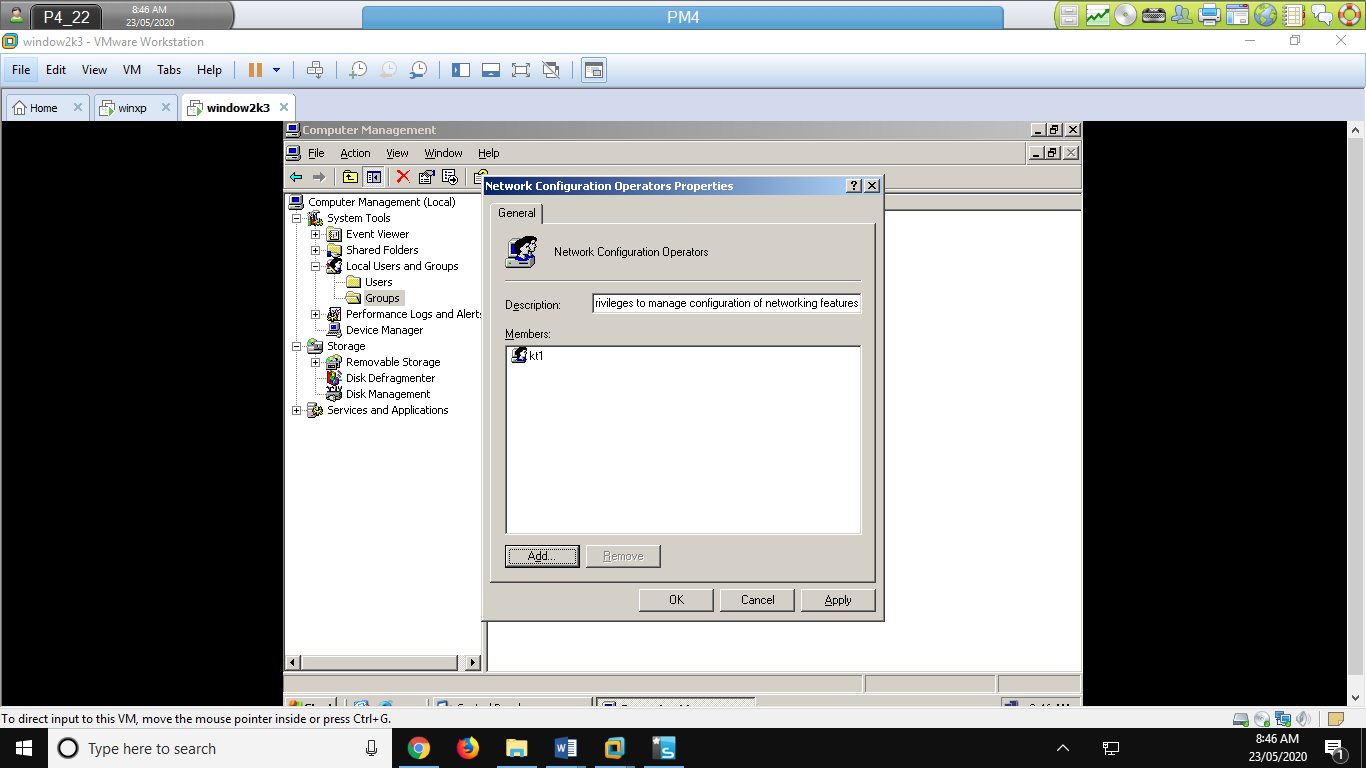 P4_22
8:46 AM
23/05/2020
PM4
window2k3 - VMware Workstation
File Edit View VM Tabs Help
Home winxp window2k3
Computer Management
File Action View Window Help
Network Configuration Operators Properties
General
Network Configuration Operators
Description: rivileges to manage configuration of networking features
Members:
kt1
Add... Remove
OK Cancel Apply
Computer Management (Local)
System Tools
Event Viewer
Shared Folders
Local Users and Groups
Users
Groups
Performance Logs and Alert
Device Manager
Storage
Removable Storage
Disk Defragmenter
Disk Management
Services and Applications
To direct input to this VM, move the mouse pointer inside or press Ctrl+G.
Type here to search
8:46 AM
23/05/2020
1